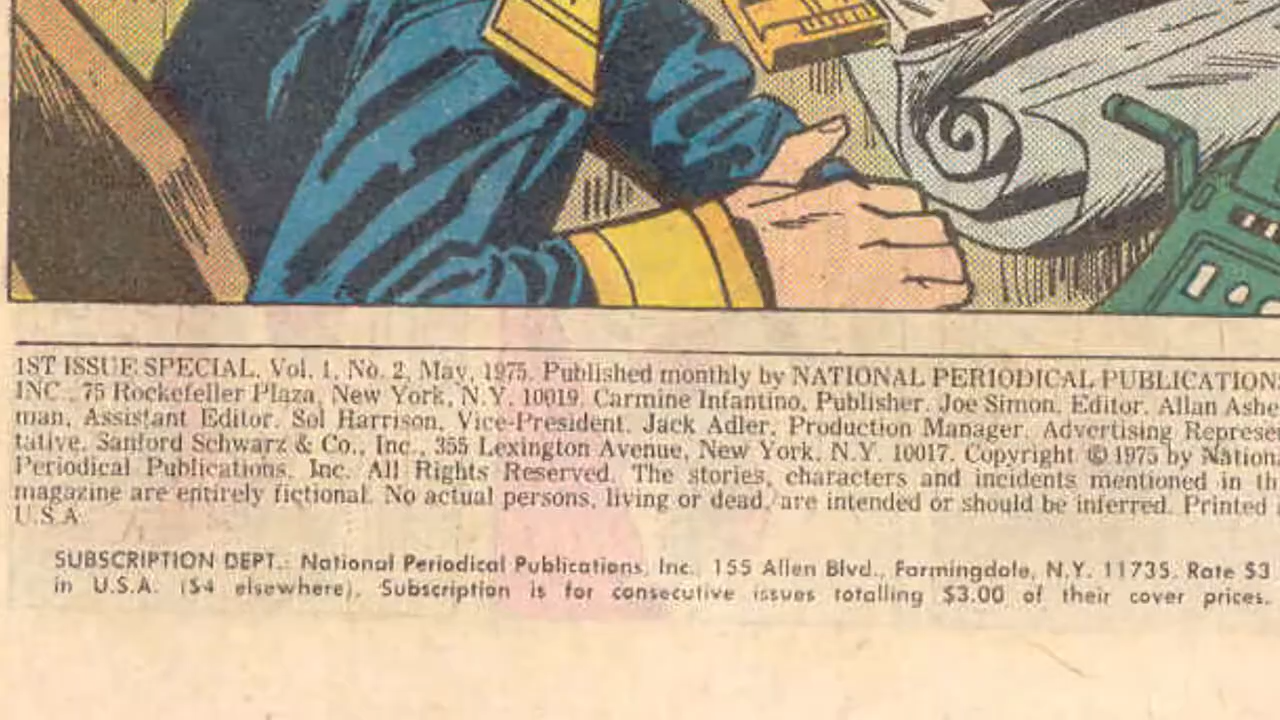 1ST ISSUE SPECIAL, Vol. 1, No. 2, May, 1975. Published monthly by NATIONAL PERIODICAL PUBLICATION
INC., 75 Rockefeller Plaza, New York, N.Y. 10019. Carmine Infantino, Publisher. Joe Simon, Editor. Allan Ashe
man, Assistant Editor. Sol Harrison, Vice-President. Jack Adler, Production Manager. Advertising Represe
tative, Sanford Schwarz & Co., Inc., 355 Lexington Avenue, New York, N.Y. 10017. Copyright © 1975 by Nation
Periodical Publications, Inc. All Rights Reserved. The stories, characters and incidents mentioned in th
magazine are entirely fictional. No actual persons, living or dead, are intended or should be inferred. Printed
U.S.A.
SUBSCRIPTION DEPT.: National Periodical Publications, Inc., 155 Allen Blvd., Farmingdale, N.Y. 11735. Rate $3
in U.S.A. ($4 elsewhere). Subscription is for consecutive issues totalling $3.00 of their cover prices.